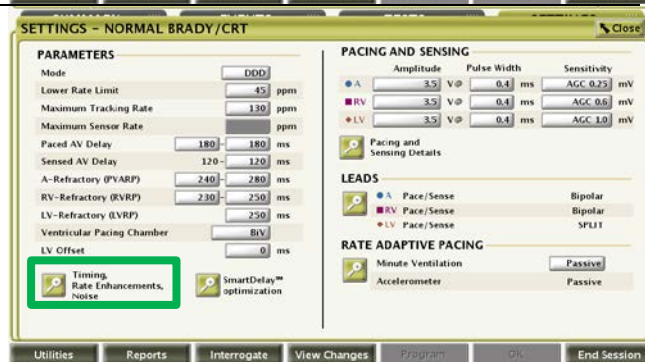 SETTINGS - NORMAL BRADY/CRT
Close
PARAMETERS
Mode DDD
Lower Rate Limit 45 ppm
Maximum Tracking Rate 130 ppm
Maximum Sensor Rate ppm
Paced AV Delay 180 - 180 ms
Sensed AV Delay 120 - 120 ms
A-Refractory (PVARP) 240 - 280 ms
RV-Refractory (RVRP) 230 - 250 ms
LV-Refractory (LVRP) 250 ms
Ventricular Pacing Chamber BiV
LV Offset 0 ms
Timing,
Rate Enhancements,
Noise
SmartDelay™
optimization
PACING AND SENSING
Amplitude Pulse Width Sensitivity
A 3.5 V@ 0.4 ms AGC 0.25 mV
RV 3.5 V@ 0.4 ms AGC 0.6 mV
LV 3.5 V@ 0.4 ms AGC 1.0 mV
Pacing and
Sensing Details
LEADS
A Pace/Sense Bipolar
RV Pace/Sense Bipolar
LV Pace/Sense SPLIT
RATE ADAPTIVE PACING
Minute Ventilation Passive
Accelerometer Passive
Utilities Reports Interrogate View Changes Program OK End Session